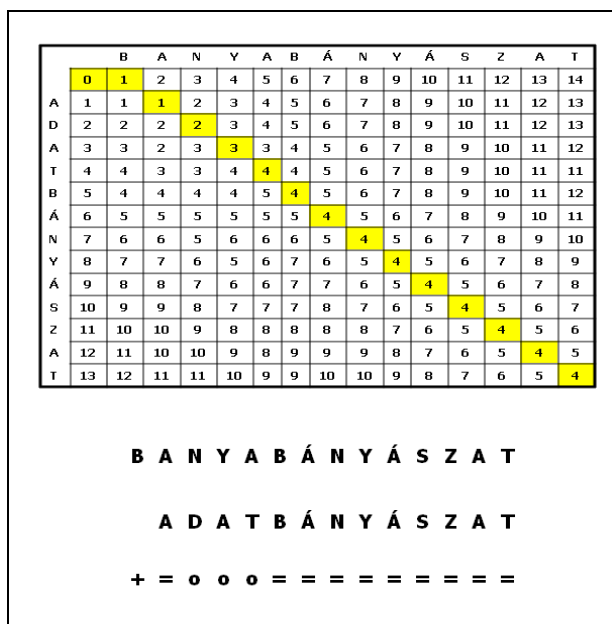 B A N Y A B Á N Y Á S Z A T
0 1 2 3 4 5 6 7 8 9 10 11 12 13 14
A 1 1 1 2 3 4 5 6 7 8 9 10 11 12 13
D 2 2 2 2 3 4 5 6 7 8 9 10 11 12 13
A 3 3 2 3 3 3 4 5 6 7 8 9 10 11 12
T 4 4 3 3 4 4 4 5 6 7 8 9 10 11 11
B 5 4 4 4 4 5 4 5 6 7 8 9 10 11 12
Á 6 5 5 5 5 5 5 4 5 6 7 8 9 10 11
N 7 6 6 5 6 6 6 5 4 5 6 7 8 9 10
Y 8 7 7 6 5 6 7 6 5 4 5 6 7 8 9
Á 9 8 8 7 6 6 7 7 6 5 4 5 6 7 8
S 10 9 9 8 7 7 7 8 7 6 5 4 5 6 7
Z 11 10 10 9 8 8 8 8 8 7 6 5 4 5 6
A 12 11 10 10 9 8 9 9 9 8 7 6 5 4 5
T 13 12 11 11 10 9 9 10 10 9 8 7 6 5 4
B A N Y A B Á N Y Á S Z A T
A D A T B Á N Y Á S Z A T
+ = o o o = = = = = = = = =